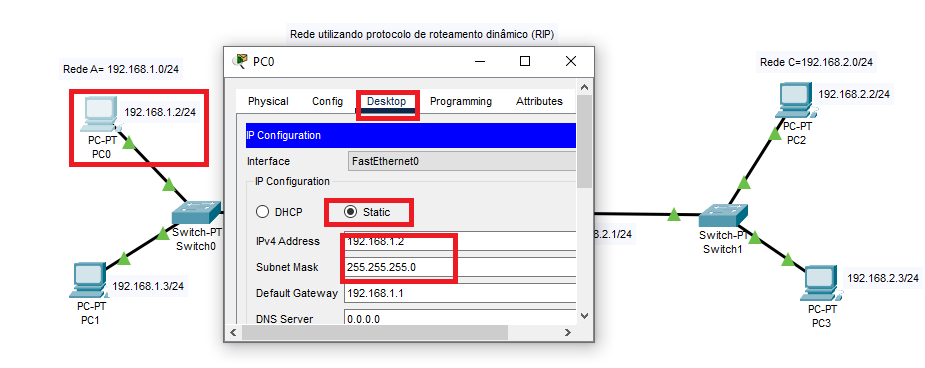 Rede utilizando protocolo de roteamento dinâmico (RIP)
PC0
Rede A= 192.168.1.0/24
Rede C=192.168.2.0/24
Physical Config Desktop Programming Attributes
IP Configuration
Interface FastEthernet0
IP Configuration
DHCP Static
IPv4 Address 192.168.1.2
Subnet Mask 255.255.255.0
Default Gateway 192.168.1.1
DNS Server 0.0.0.0
192.168.1.2/24
PC-PT
PC0
Switch-PT
Switch0
192.168.1.3/24
PC-PT
PC1
192.168.2.2/24
PC-PT
PC2
.2.1/24
Switch-PT
Switch1
192.168.2.3/24
PC-PT
PC3